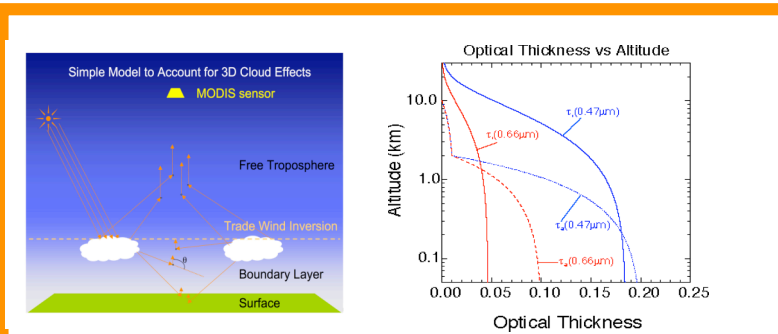 Simple Model to Account for 3D Cloud Effects
MODIS sensor
Free Troposphere
Trade Wind Inversion
θ
Boundary Layer
Surface
Optical Thickness vs Altitude
Altitude (km)
10.0
1.0
0.1
τr(0.47μm)
τr(0.66μm)
τa(0.47μm)
τa(0.66μm)
0.00 0.05 0.10 0.15 0.20 0.25
Optical Thickness